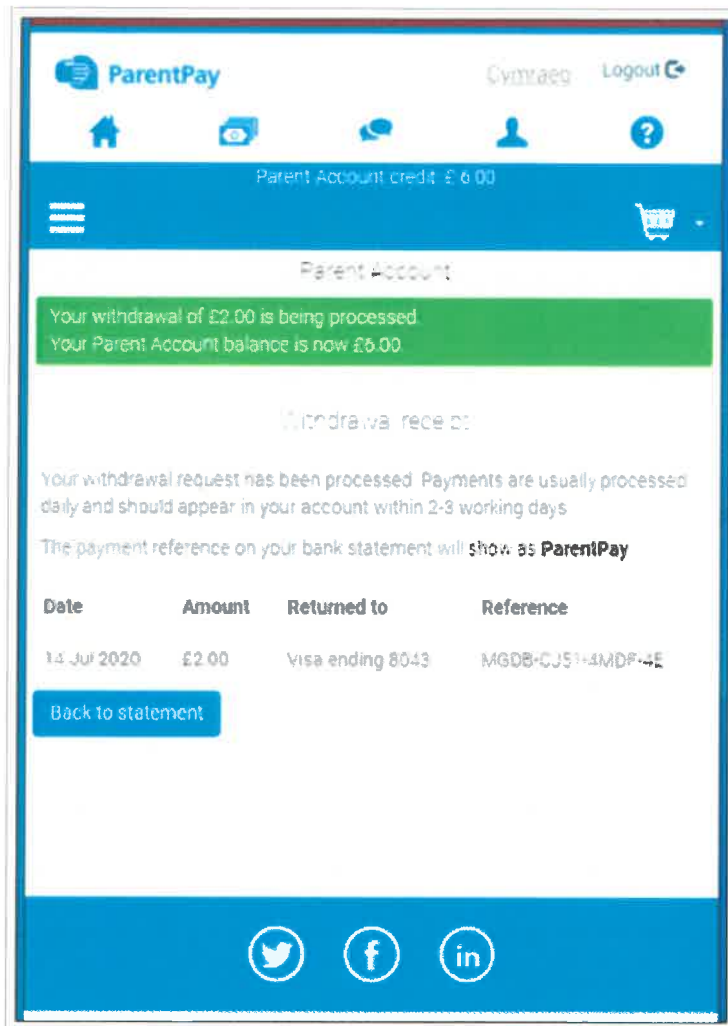 ParentPay
Cymraeg
Logout
Parent Account credit: £ 6.00
Parent Account
Your withdrawal of £2.00 is being processed.
Your Parent Account balance is now £6.00.
Withdrawal receipt
Your withdrawal request has been processed. Payments are usually processed
daily and should appear in your account within 2-3 working days
The payment reference on your bank statement will show as ParentPay
Date Amount Returned to Reference
14 Jul 2020 £2.00 Visa ending 8043
Back to statement
in